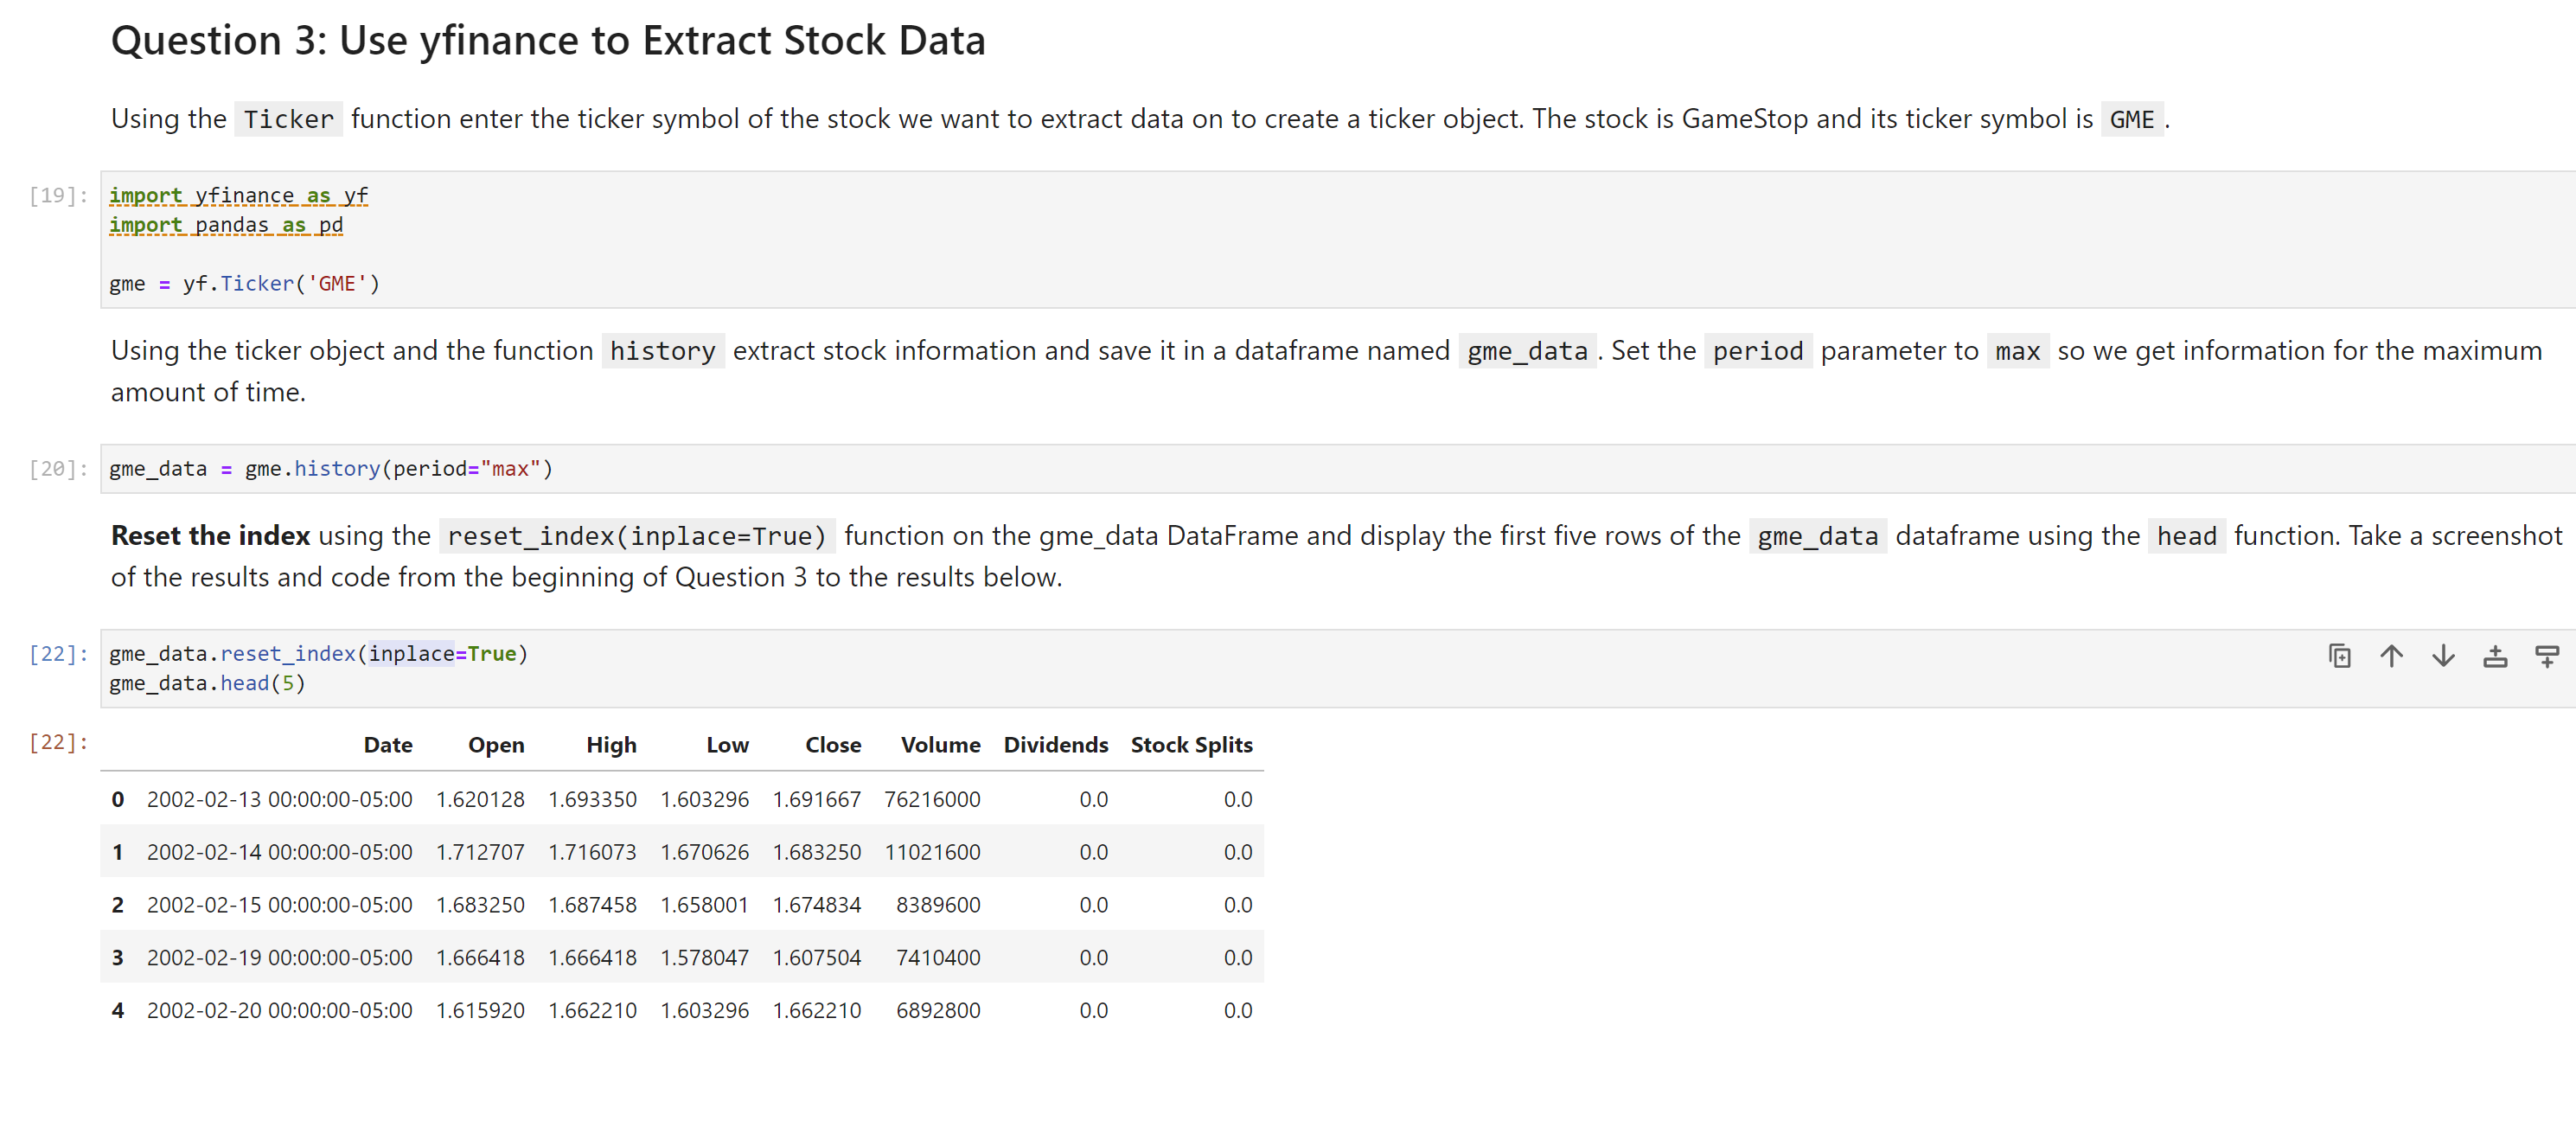 Question 3: Use yfinance to Extract Stock Data
Using the Ticker function enter the ticker symbol of the stock we want to extract data on to create a ticker object. The stock is GameStop and its ticker symbol is GME .
[19]: import yfinance as yf
import pandas as pd
gme = yf.Ticker('GME')
Using the ticker object and the function history extract stock information and save it in a dataframe named gme_data . Set the period parameter to max so we get information for the maximum
amount of time.
[20]: gme_data = gme.history(period="max")
Reset the index using the reset_index(inplace=True) function on the gme_data DataFrame and display the first five rows of the gme_data dataframe using the head function. Take a screenshot
of the results and code from the beginning of Question 3 to the results below.
[22]: gme_data.reset_index(inplace=True)
gme_data.head(5)
[22]: Date Open High Low Close Volume Dividends Stock Splits
0 2002-02-13 00:00:00-05:00 1.620128 1.693350 1.603296 1.691667 76216000 0.0 0.0
1 2002-02-14 00:00:00-05:00 1.712707 1.716073 1.670626 1.683250 11021600 0.0 0.0
2 2002-02-15 00:00:00-05:00 1.683250 1.687458 1.658001 1.674834 8389600 0.0 0.0
3 2002-02-19 00:00:00-05:00 1.666418 1.666418 1.578047 1.607504 7410400 0.0 0.0
4 2002-02-20 00:00:00-05:00 1.615920 1.662210 1.603296 1.662210 6892800 0.0 0.0